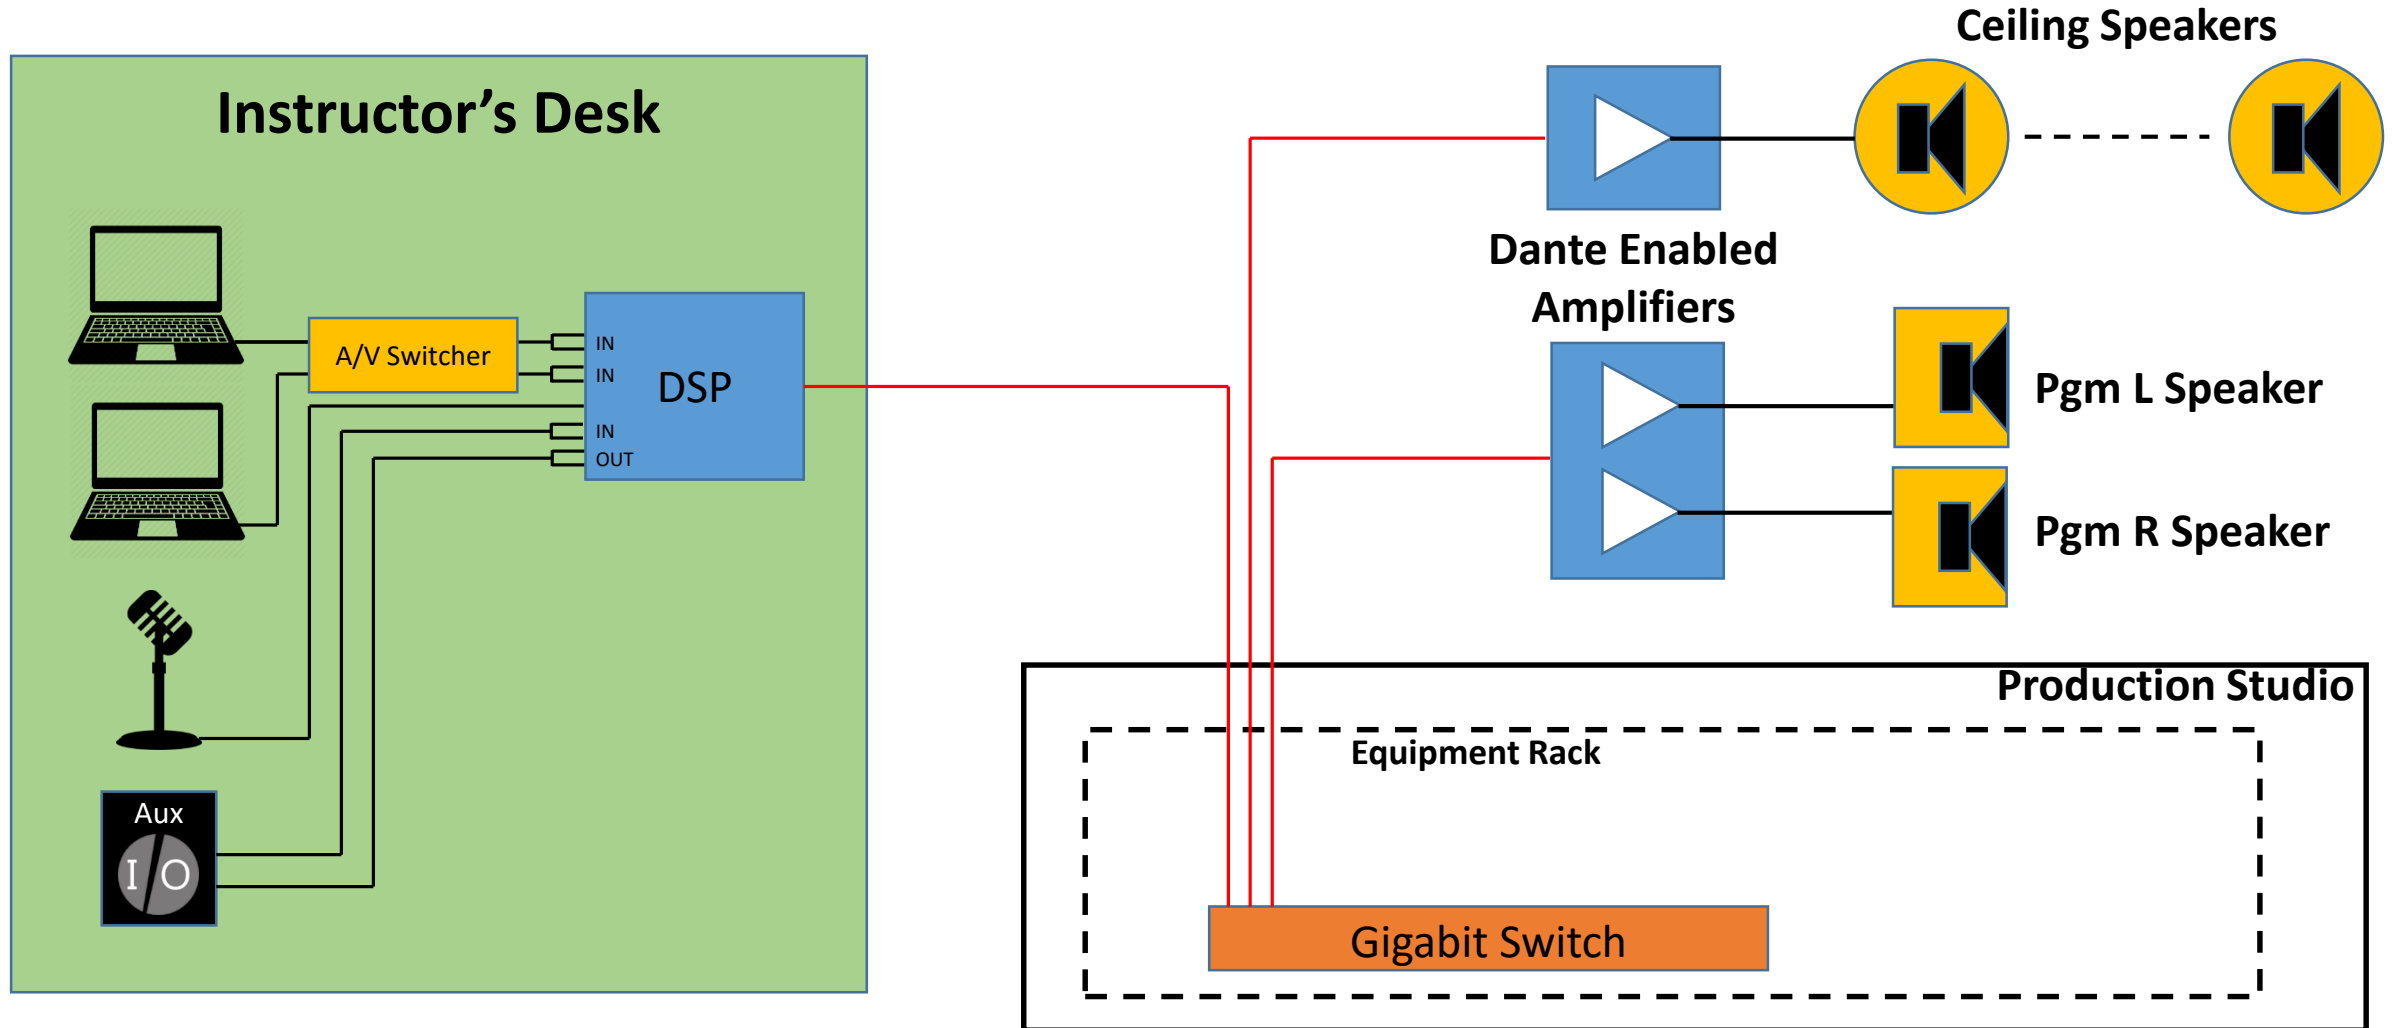 Ceiling Speakers
Instructor’s Desk
Dante Enabled
Amplifiers
A/V Switcher
IN
IN
DSP
IN
OUT
Pgm L Speaker
Pgm R Speaker
Production Studio
Equipment Rack
Aux
I/O
Gigabit Switch